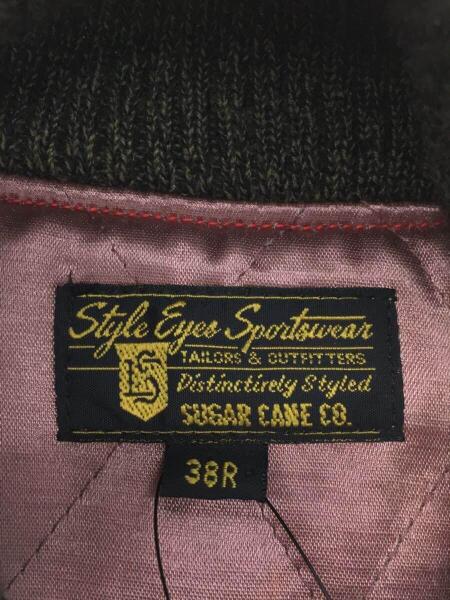 Style Eyes Sportswear
TAILORS & OUTFITTERS
Distinctively Styled
SUGAR CANE CO.
38R